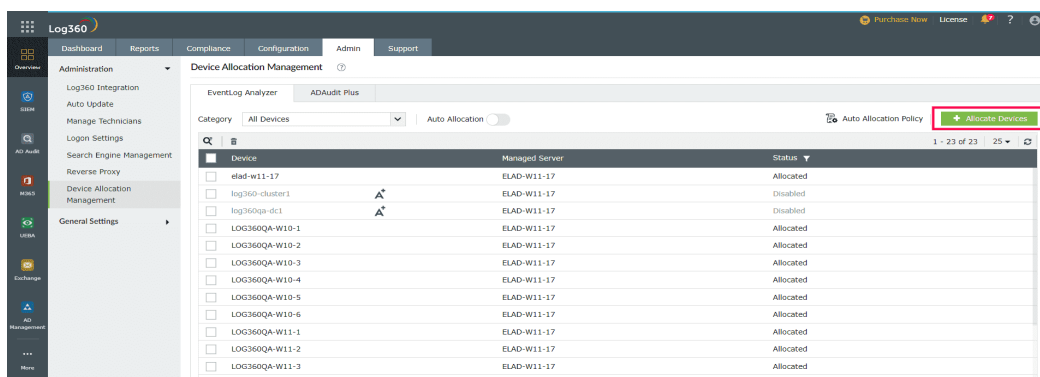 Log360
Purchase Now License 7 ?
Dashboard Reports Compliance Configuration Admin Support
Overview
SIEM
AD Audit
M365
UEBA
Exchange
AD
Management
...
More
Administration
Log360 Integration
Auto Update
Manage Technicians
Logon Settings
Search Engine Management
Reverse Proxy
Device Allocation
Management
General Settings
Device Allocation Management ?
EventLog Analyzer ADAudit Plus
Category All Devices Auto Allocation Auto Allocation Policy + Allocate Devices
1 - 23 of 23 25
Device Managed Server Status
elad-w11-17 ELAD-W11-17 Allocated
log360-cluster1 ELAD-W11-17 Disabled
log360qa-dc1 ELAD-W11-17 Disabled
LOG360QA-W10-1 ELAD-W11-17 Allocated
LOG360QA-W10-2 ELAD-W11-17 Allocated
LOG360QA-W10-3 ELAD-W11-17 Allocated
LOG360QA-W10-4 ELAD-W11-17 Allocated
LOG360QA-W10-5 ELAD-W11-17 Allocated
LOG360QA-W10-6 ELAD-W11-17 Allocated
LOG360QA-W11-1 ELAD-W11-17 Allocated
LOG360QA-W11-2 ELAD-W11-17 Allocated
LOG360QA-W11-3 ELAD-W11-17 Allocated